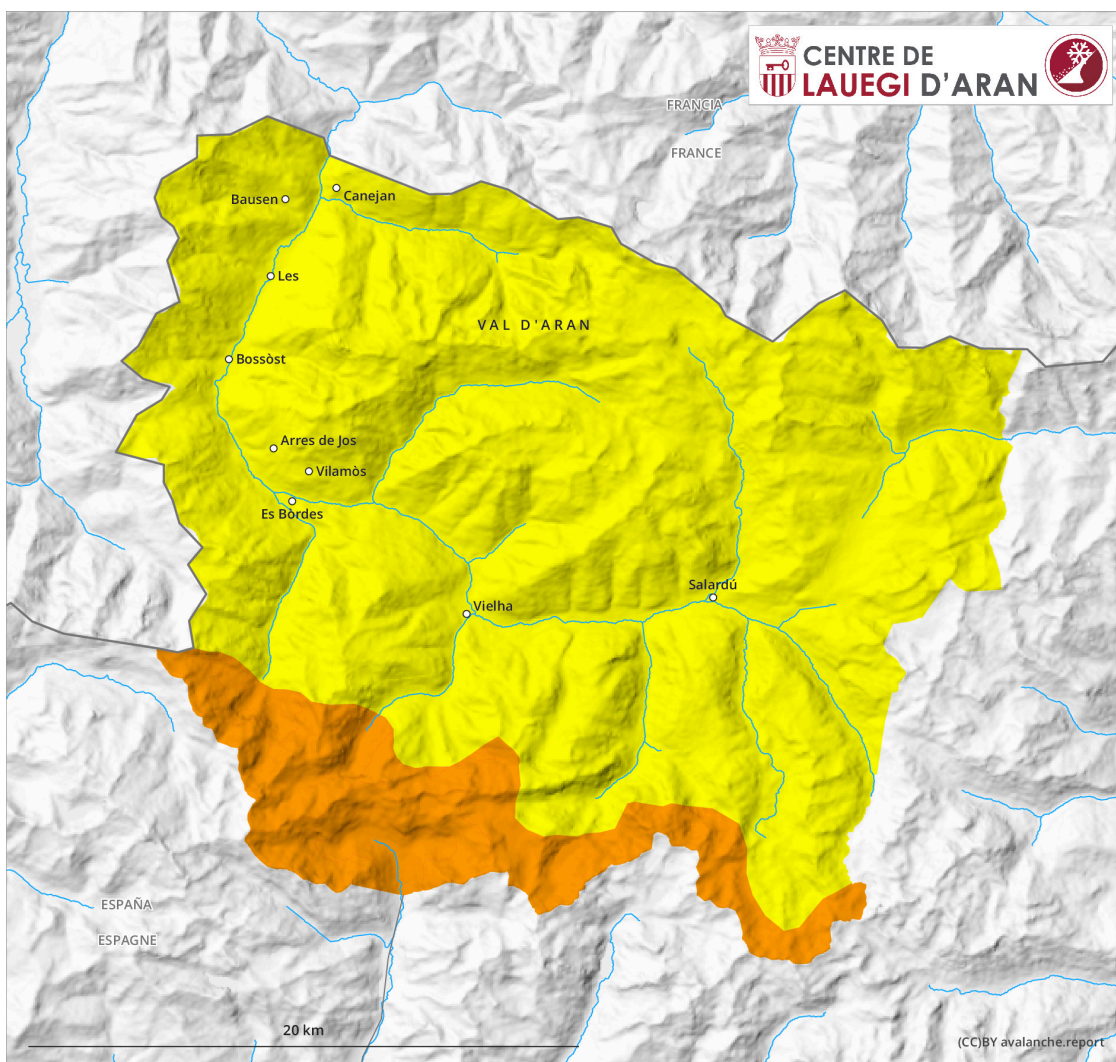 CENTRE DE
LAUEGI D'ARAN
FRANCIA
FRANCE
Bausen
Canejan
Les
VAL D'ARAN
Bossòst
Arres de Jos
Vilamòs
Es Bòrdes
Salardú
Vielha
ESPAÑA
ESPAGNE
20 km
(CC)BY avalanche.report